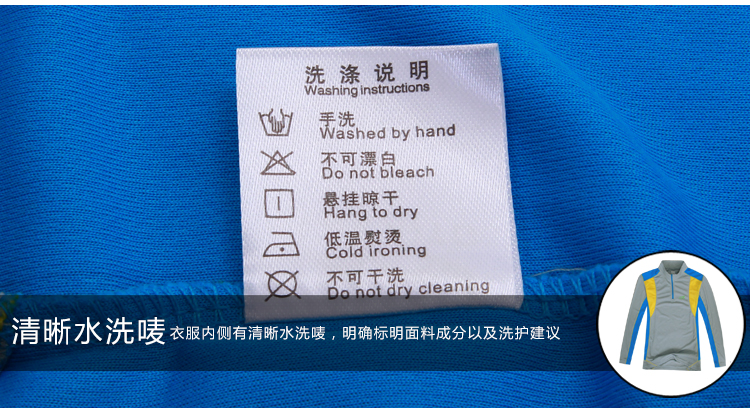 洗涤说明
Washing instructions
手洗
Washed by hand
不可漂白
Do not bleach
悬挂晾干
Hang to dry
低温熨烫
Cold ironing
不可干洗
Do not dry cleaning
清晰水洗唛 衣服内侧有清晰水洗唛，明确标明面料成分以及洗护建议